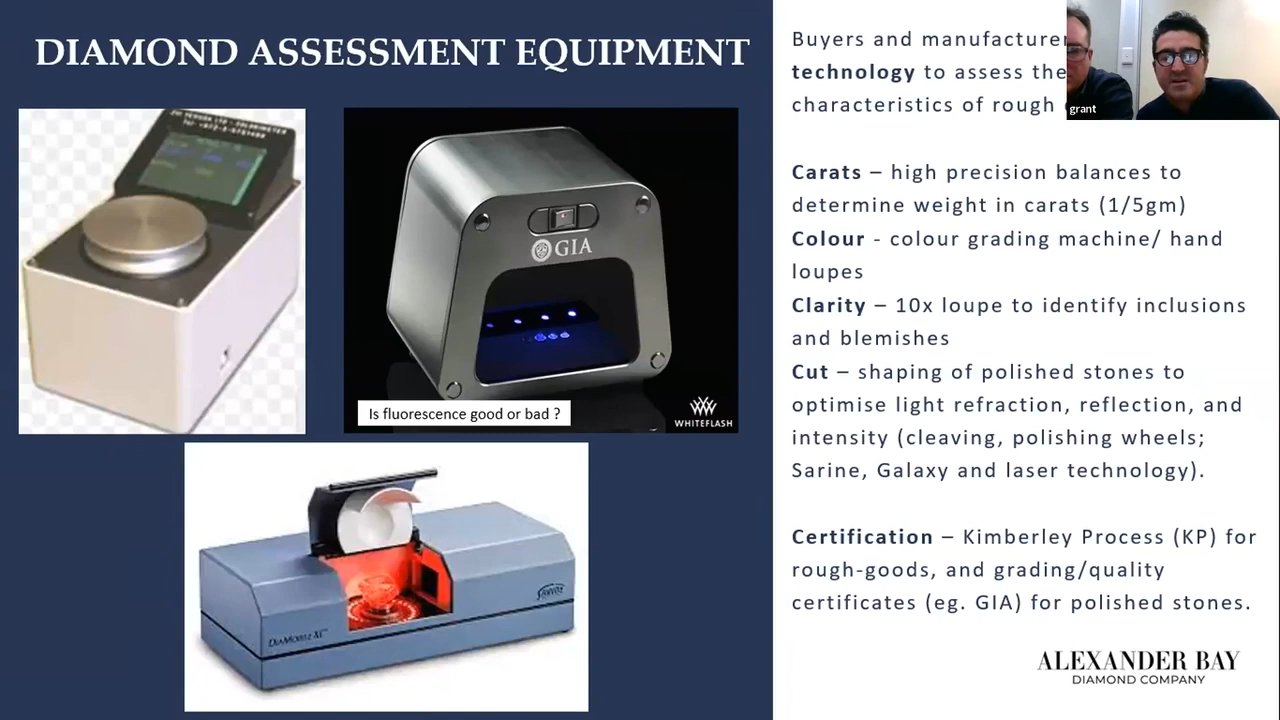 DIAMOND ASSESSMENT EQUIPMENT
GIA
Is fluorescence good or bad ?
WHITEFLASH
DIAMOBILE XL
SARINE
Buyers and manufacturer
technology to assess the
characteristics of rough
grant
Carats – high precision balances to
determine weight in carats (1/5gm)
Colour - colour grading machine/ hand
loupes
Clarity – 10x loupe to identify inclusions
and blemishes
Cut – shaping of polished stones to
optimise light refraction, reflection, and
intensity (cleaving, polishing wheels;
Sarine, Galaxy and laser technology).
Certification – Kimberley Process (KP) for
rough-goods, and grading/quality
certificates (eg. GIA) for polished stones.
ALEXANDER BAY
DIAMOND COMPANY